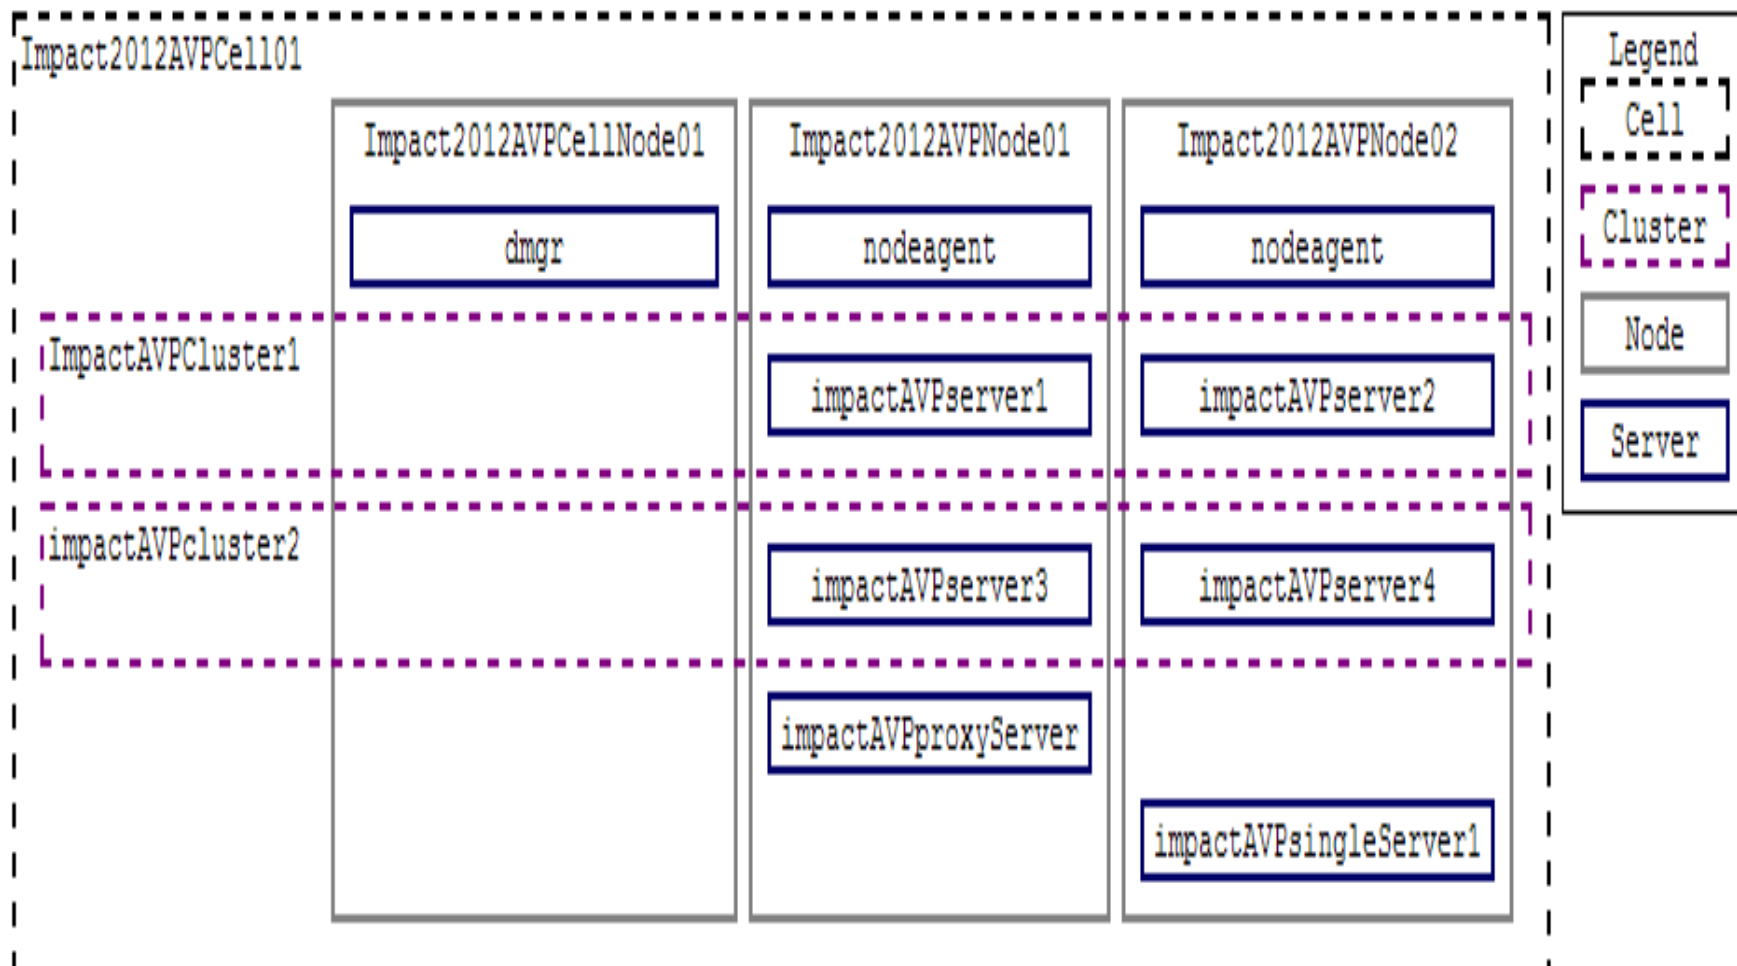 Impact2012AVPCell01
Impact2012AVPCellNode01
Impact2012AVPNode01
Impact2012AVPNode02
dmgr
nodeagent
nodeagent
ImpactAVPCluster1
impactAVPserver1
impactAVPserver2
impactAVPcluster2
impactAVPserver3
impactAVPserver4
impactAVPproxyServer
impactAVPsingleServer1
Legend
Cell
Cluster
Node
Server